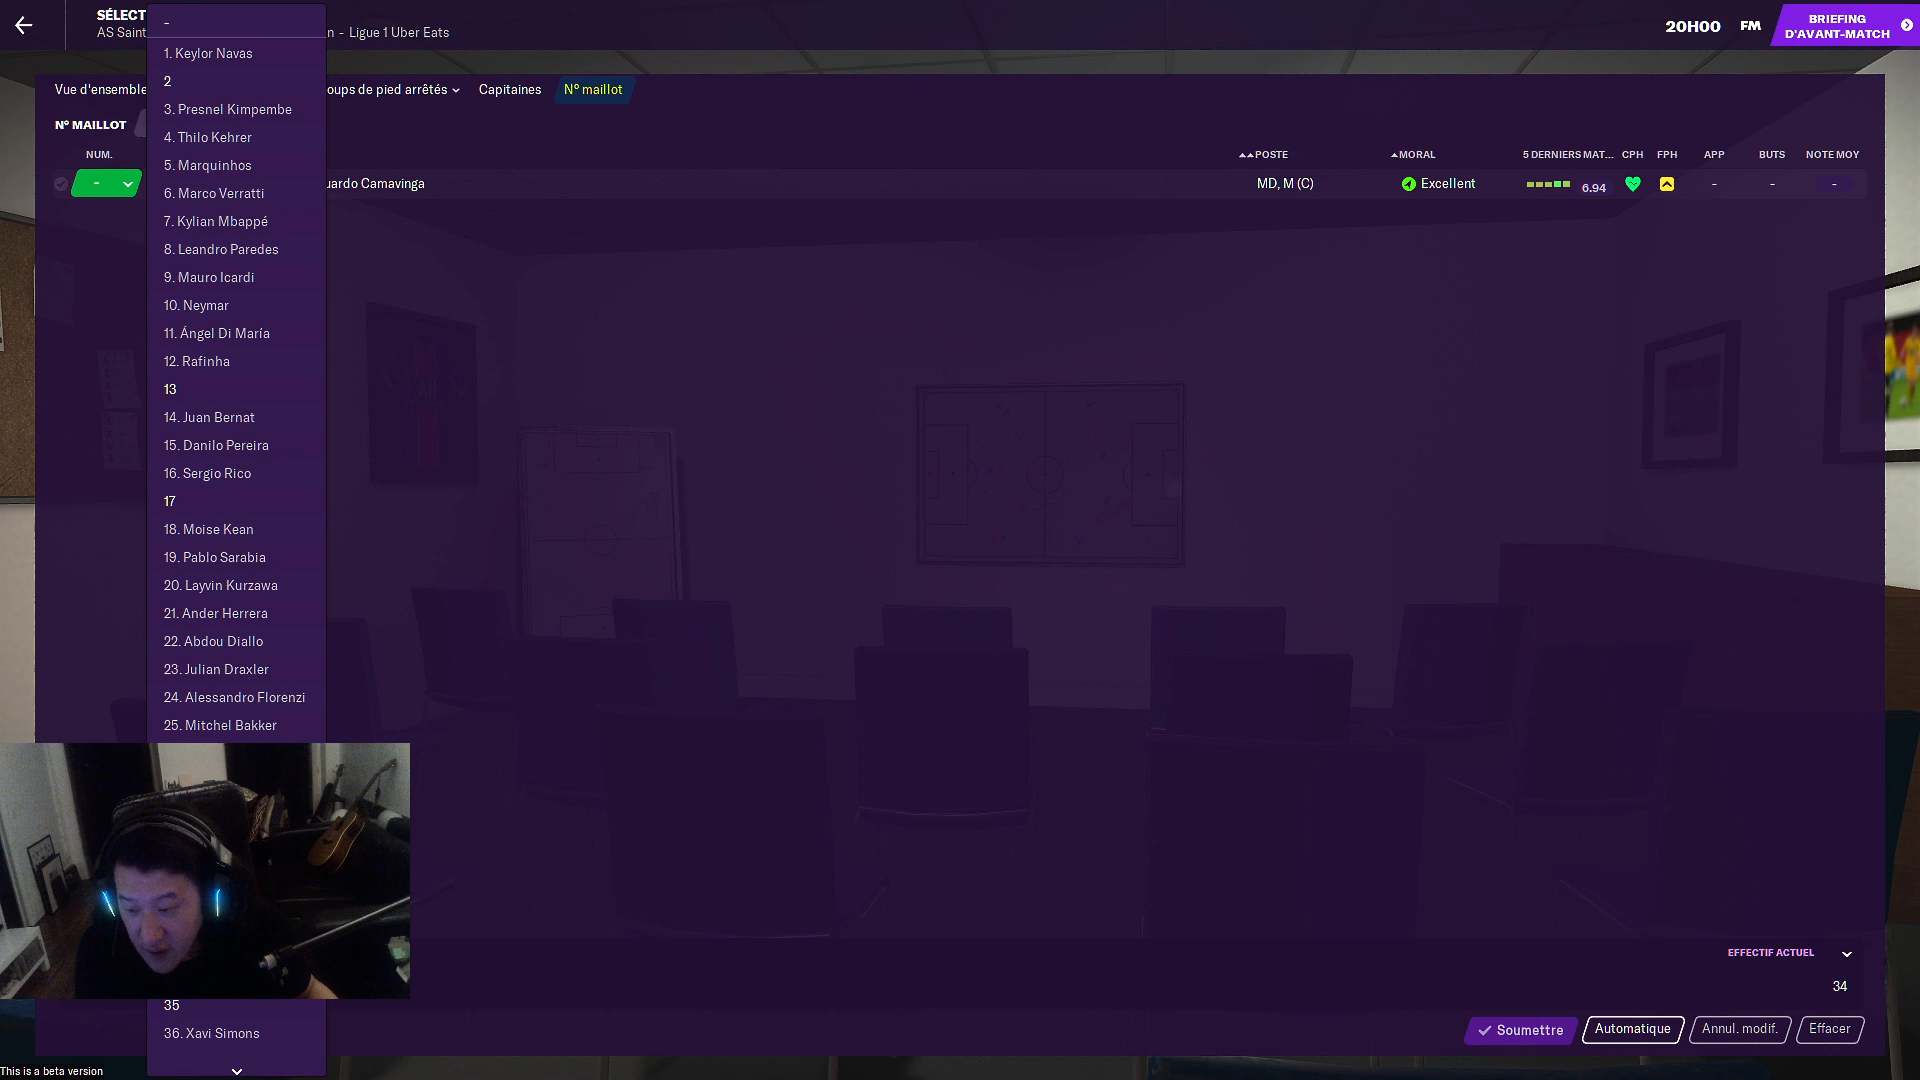 SÉLECT
AS Saint
n - Ligue 1 Uber Eats
20H00
FM
BRIEFING
D'AVANT-MATCH
Vue d'ensemble
oups de pied arrêtés
Capitaines
N° maillot
N° MAILLOT
NUM.
POSTE
MORAL
5 DERNIERS MAT...
CPH
FPH
APP
BUTS
NOTE MOY
-
uardo Camavinga
MD, M (C)
Excellent
6.94
-
-
-
-
1. Keylor Navas
2
3. Presnel Kimpembe
4. Thilo Kehrer
5. Marquinhos
6. Marco Verratti
7. Kylian Mbappé
8. Leandro Paredes
9. Mauro Icardi
10. Neymar
11. Ángel Di María
12. Rafinha
13
14. Juan Bernat
15. Danilo Pereira
16. Sergio Rico
17
18. Moise Kean
19. Pablo Sarabia
20. Layvin Kurzawa
21. Ander Herrera
22. Abdou Diallo
23. Julian Draxler
24. Alessandro Florenzi
25. Mitchel Bakker
35
36. Xavi Simons
EFFECTIF ACTUEL
34
Soumettre
Automatique
Annul. modif.
Effacer
This is a beta version